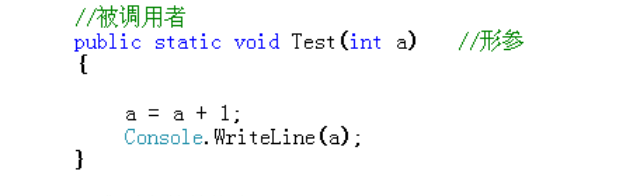 //被调用者
public static void Test(int a) //形参
{
a = a + 1;
Console.WriteLine(a);
}